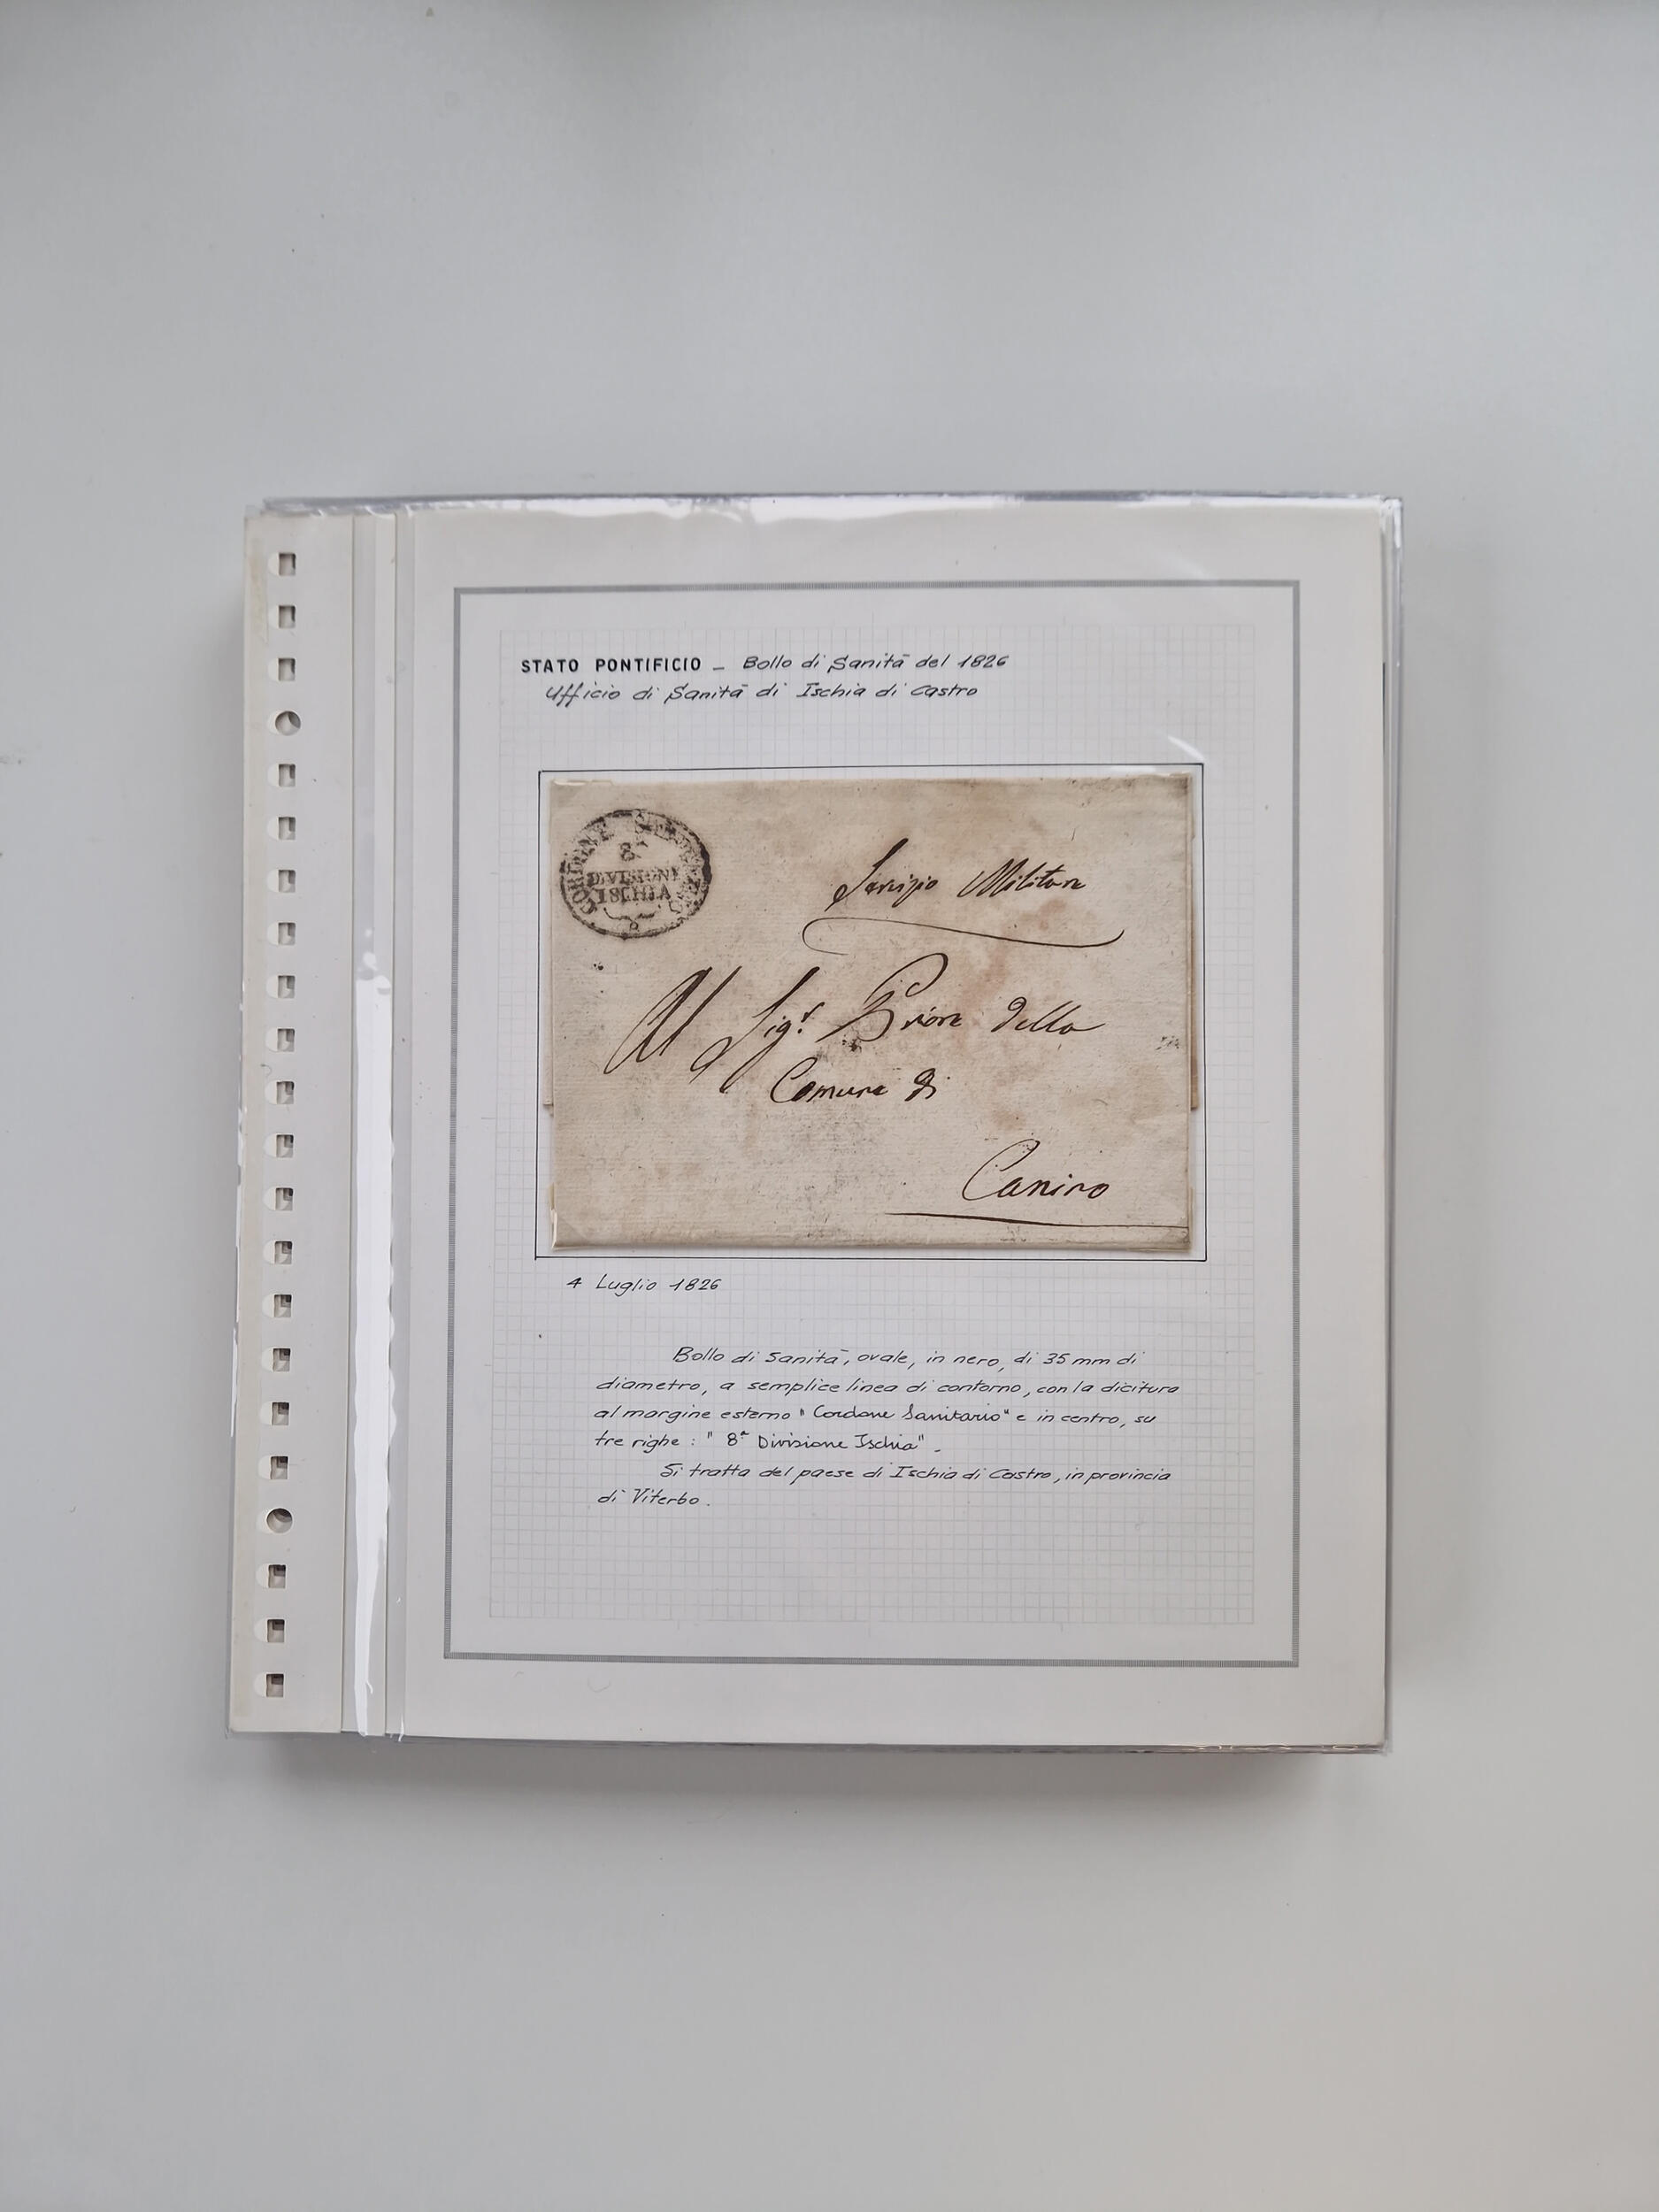 STATO PONTIFICIO - Bollo di Sanità del 1826
Ufficio di Sanità di Ischia di Castro
CORDONE
8ª
DIVISIONE
ISCHIA
Servizio Militare
Al Sigr Priore della
Comune di
Canino
4 Luglio 1826
Bollo di Sanità, ovale, in nero, di 35 mm di
diametro, a semplice linea di contorno, con la dicitura
al margine esterno "Cordone Sanitario" e in centro, su
tre righe : "8ª Divisione Ischia".
Si tratta del paese di Ischia di Castro, in provincia
di Viterbo.